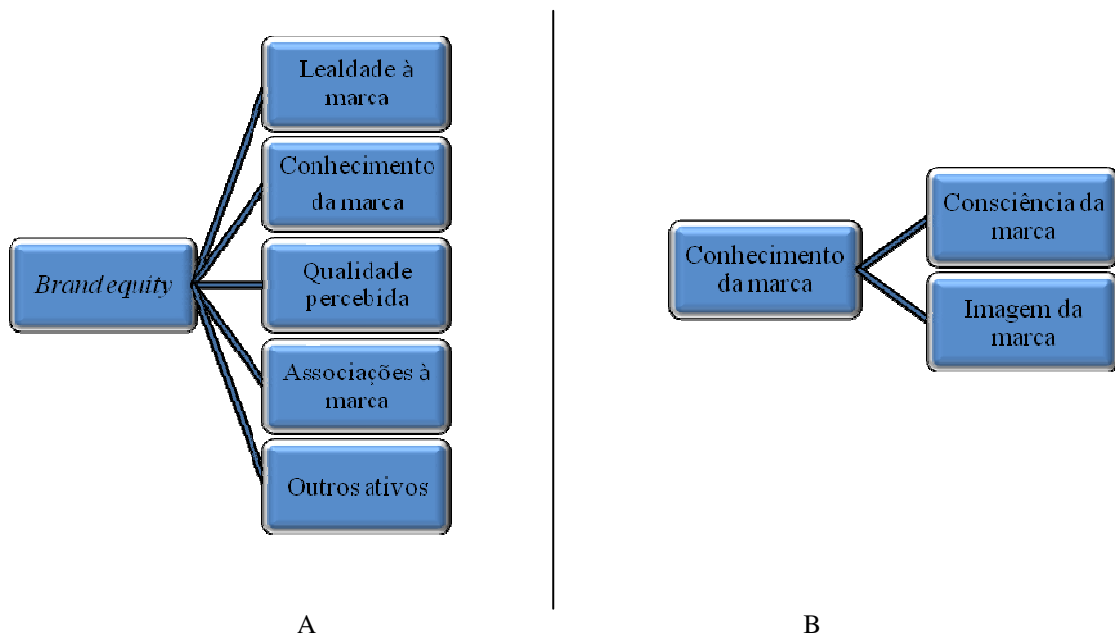 Brand equity
Lealdade à
marca
Conhecimento
da marca
Qualidade
percebida
Associações à
marca
Outros ativos
A
Conhecimento
da marca
Consciência da
marca
Imagem da
marca
B